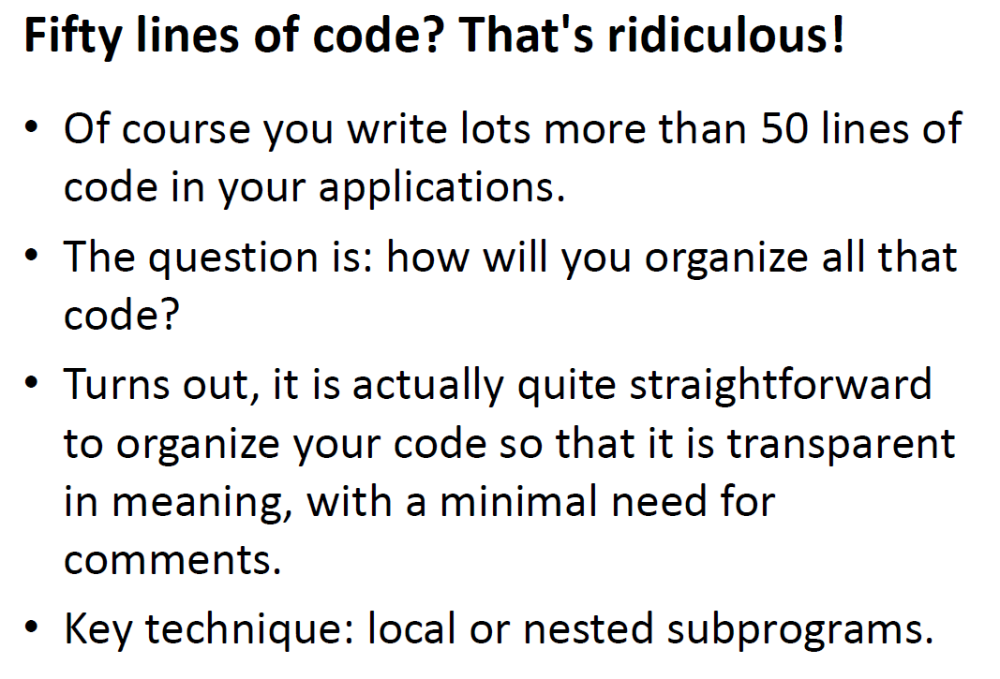 Fifty lines of code? That's ridiculous!
• Of course you write lots more than 50 lines of
code in your applications.
• The question is: how will you organize all that
code?
• Turns out, it is actually quite straightforward
to organize your code so that it is transparent
in meaning, with a minimal need for
comments.
• Key technique: local or nested subprograms.